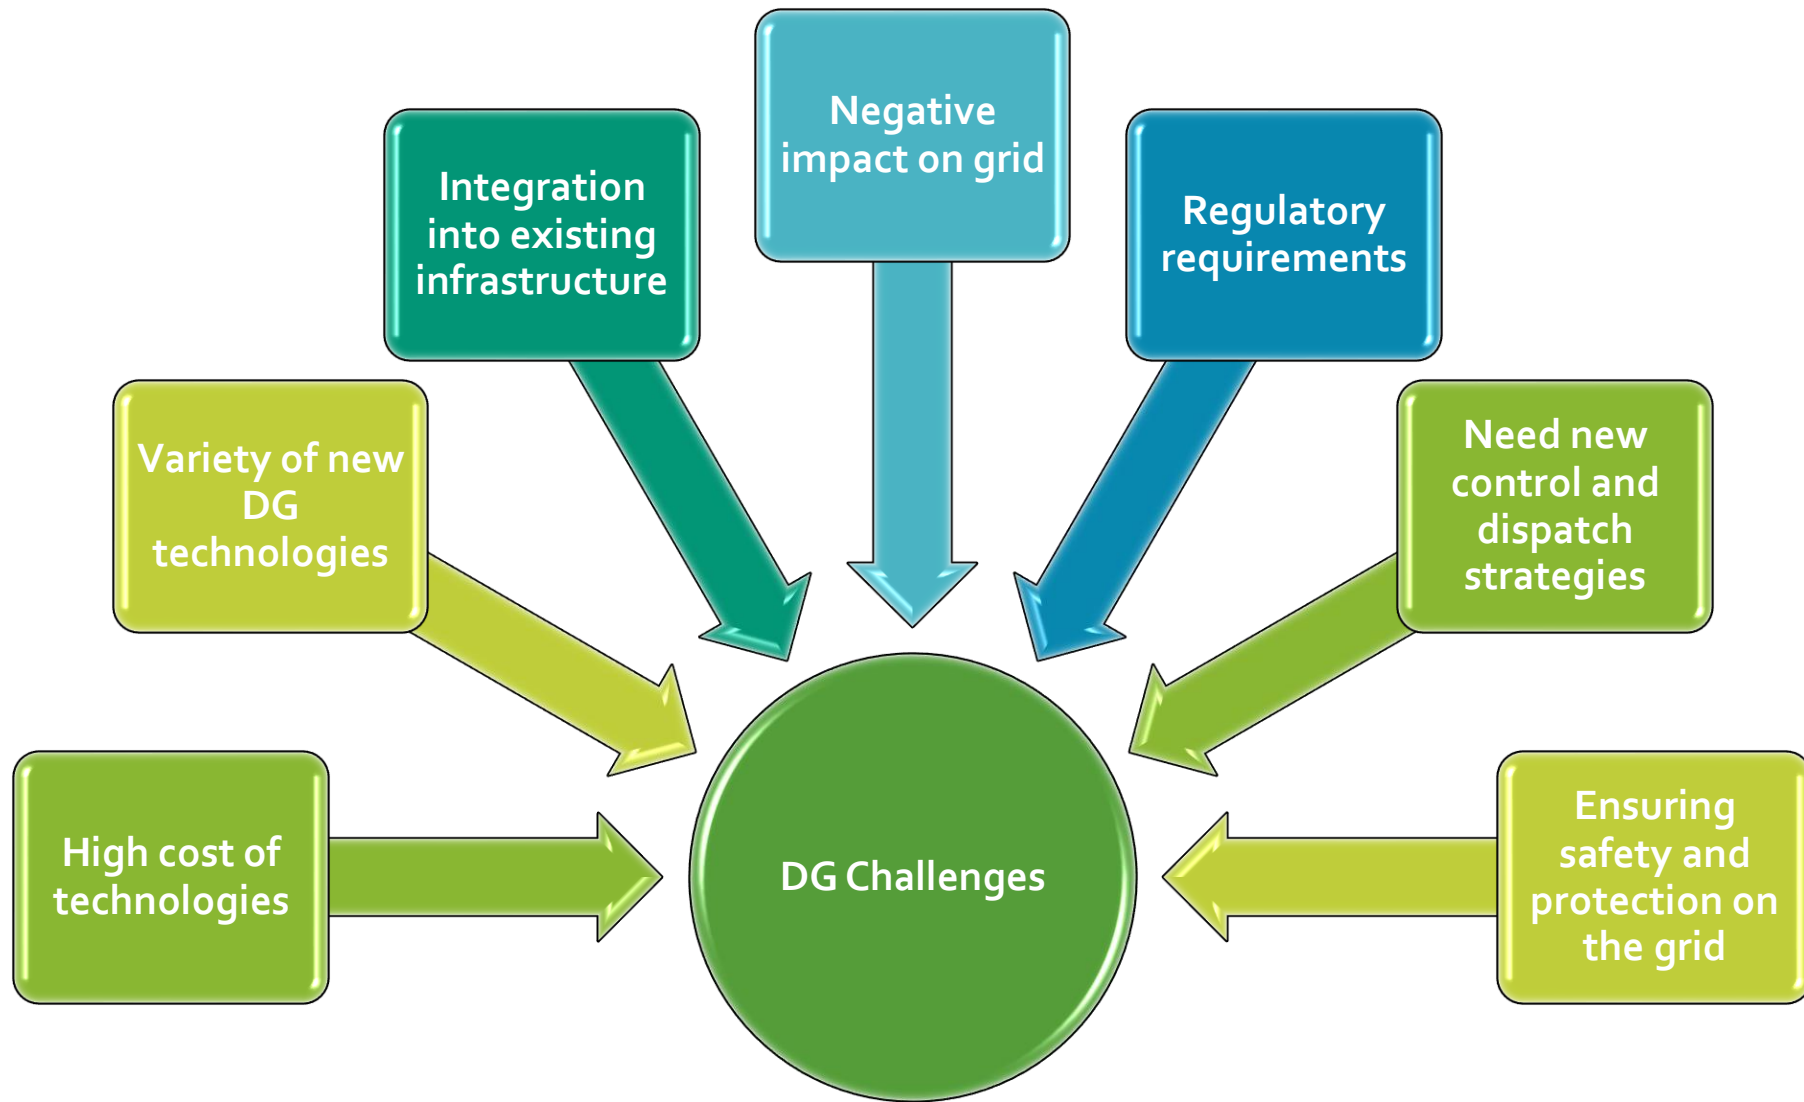 Negative
impact on grid
Integration
into existing
infrastructure
Regulatory
requirements
Variety of new
DG
technologies
Need new
control and
dispatch
strategies
High cost of
technologies
DG Challenges
Ensuring
safety and
protection on
the grid